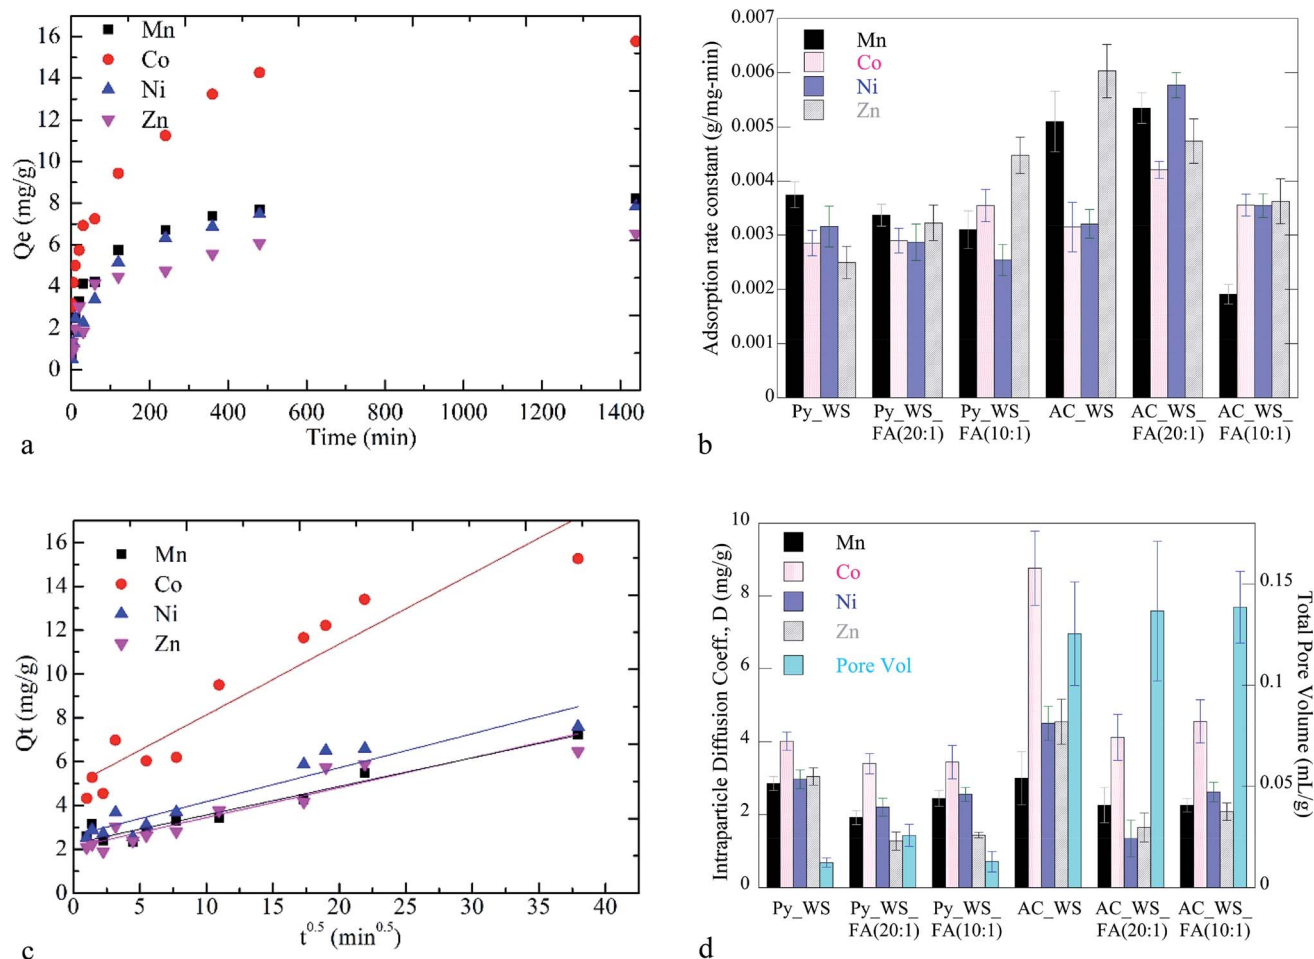 16
14
12
10
8
6
4
2
0
Qe (mg/g)
Mn
Co
Ni
Zn
0 200 400 600 800 1000 1200 1400
Time (min)
a
0.007
0.006
0.005
0.004
0.003
0.002
0.001
0
Adsorption rate constant (g/mg-min)
Mn
Co
Ni
Zn
Py_WS Py_WS_ Py_WS_ AC_WS AC_WS_ AC_WS_
FA(20:1) FA(10:1) FA(20:1) FA(10:1)
b
16
14
12
10
8
6
4
2
0
Qt (mg/g)
Mn
Co
Ni
Zn
0 5 10 15 20 25 30 35 40
t^0.5 (min^0.5)
c
10
8
6
4
2
0
Intraparticle Diffusion Coeff., D (mg/g)
Mn
Co
Ni
Zn
Pore Vol
0.15
0.1
0.05
0
Total Pore Volume (mL/g)
Py_WS Py_WS_ Py_WS_ AC_WS AC_WS_ AC_WS_
FA(20:1) FA(10:1) FA(20:1) FA(10:1)
d